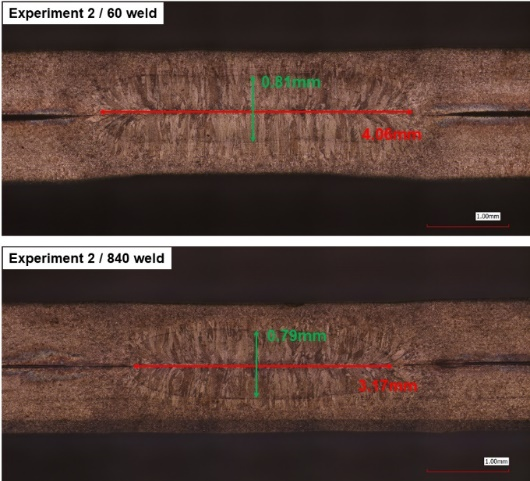 Experiment 2 / 60 weld
0.81mm
4.06mm
1.00mm
Experiment 2 / 840 weld
0.79mm
3.17mm
1.00mm